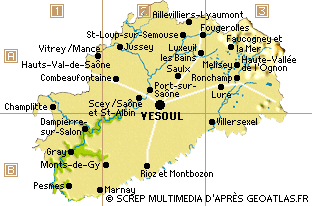 1
2
3
Aillevilliers-Lyaumont
St-Loup-sur-Semouse
Fougerolles
Vitrey/Mance
Jussey
Luxeuil
les Bains
Faucogney et
la Mer
A
Hauts-Val-de-Saône
Saulx
Melisey
Haute-Vallée
de l'Ognon
Combeaufontaine
Port-sur-
Saône
Ronchamp
Champlitte
Scey/Saône
et St-Albin
Lure
VESOUL
Dampierre-
sur-Salon
Villersexel
Gray
B
Monts-de-Gy
Rioz et Montbozon
Pesmes
Marnay
© SCREP MULTIMEDIA D'APRÈS GEOATLAS.FR